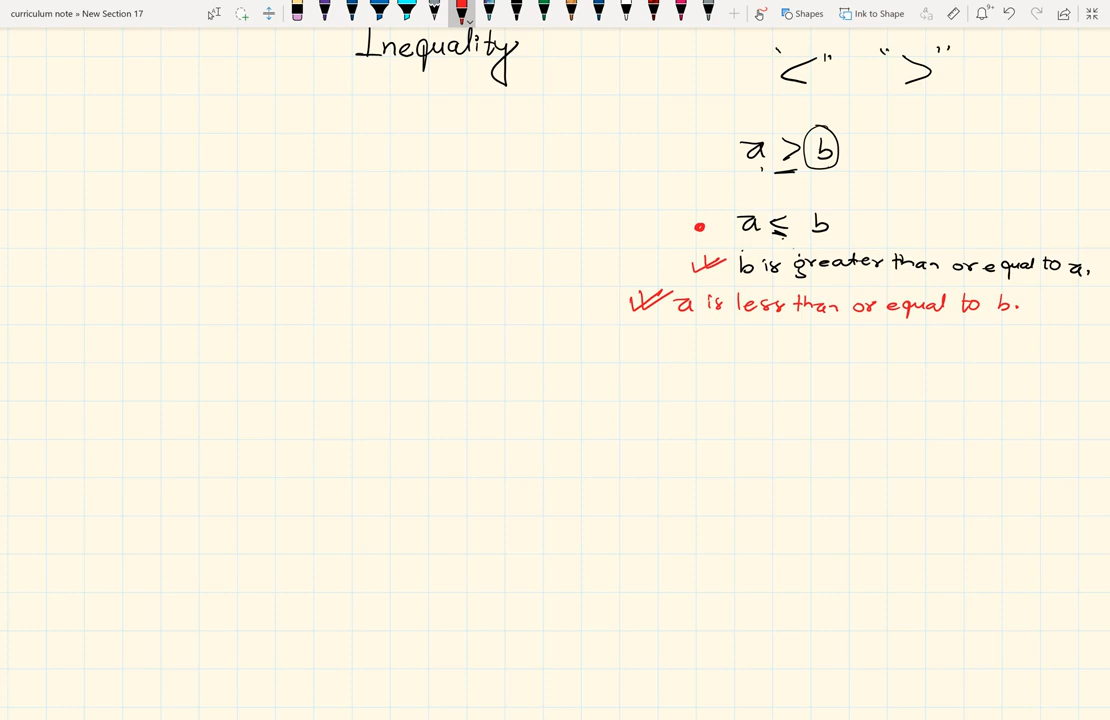 curriculum note » New Section 17
Shapes
Ink to Shape
9+
Inequality
"<" ">"
a ≥ b
a ≤ b
b is greater than or equal to a,
a is less than or equal to b.